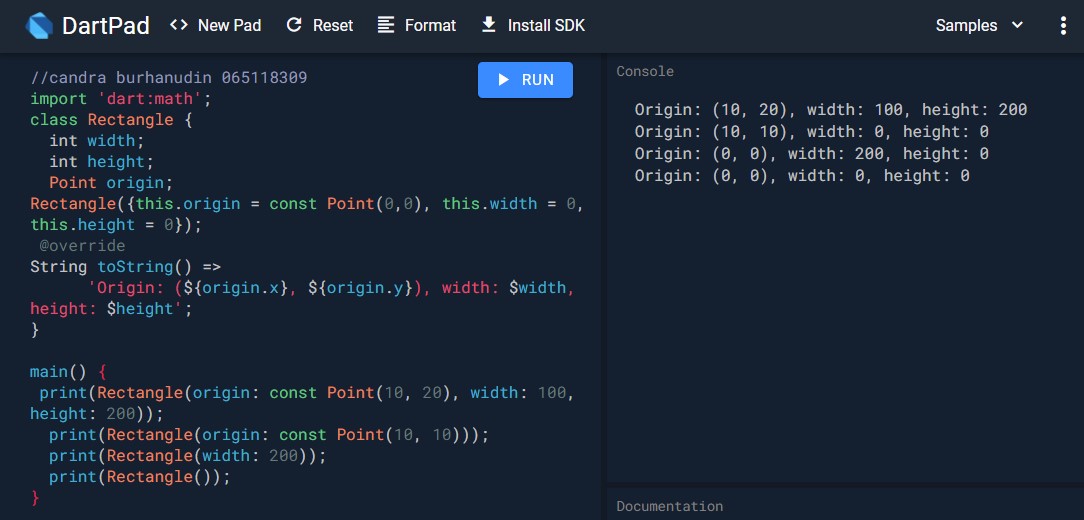 DartPad <> New Pad Reset Format Install SDK Samples
//candra burhanudin 065118309
import 'dart:math';
class Rectangle {
  int width;
  int height;
  Point origin;
Rectangle({this.origin = const Point(0,0), this.width = 0,
this.height = 0});
 @override
String toString() =>
      'Origin: (${origin.x}, ${origin.y}), width: $width,
height: $height';
}
main() {
 print(Rectangle(origin: const Point(10, 20), width: 100,
height: 200));
  print(Rectangle(origin: const Point(10, 10)));
  print(Rectangle(width: 200));
  print(Rectangle());
}
RUN
Console
Origin: (10, 20), width: 100, height: 200
Origin: (10, 10), width: 0, height: 0
Origin: (0, 0), width: 200, height: 0
Origin: (0, 0), width: 0, height: 0
Documentation